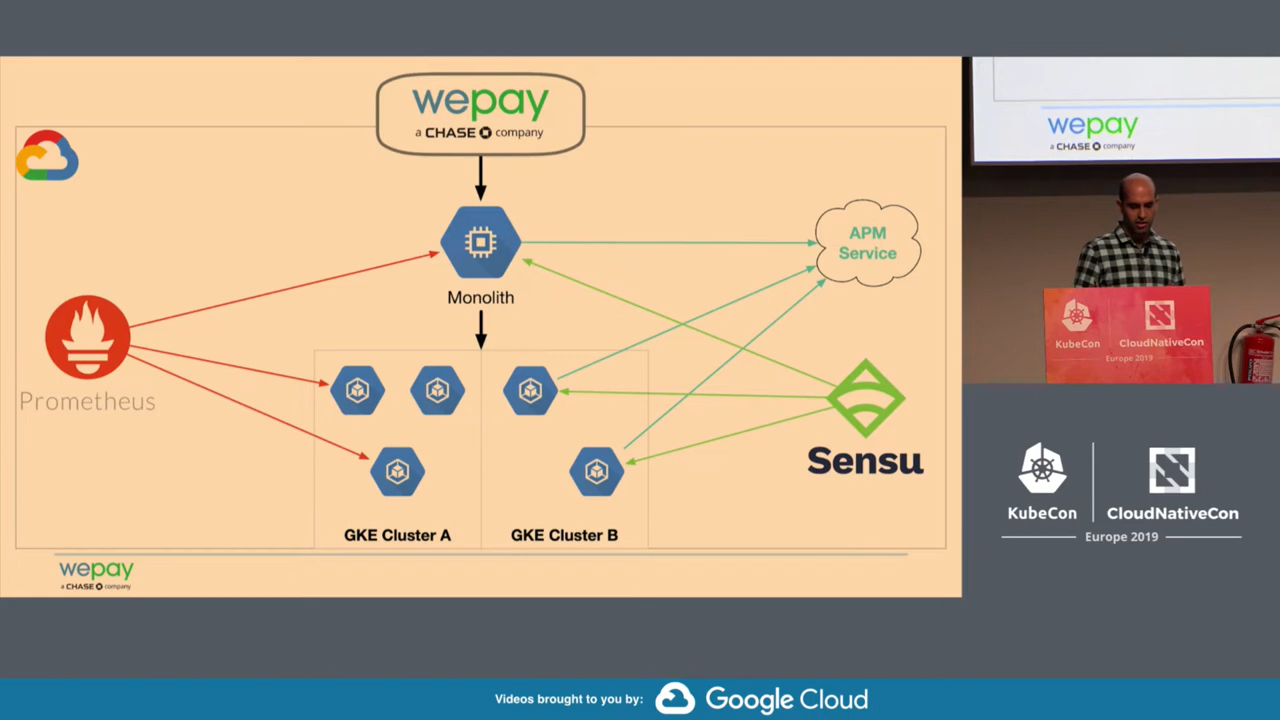 wepay
a CHASE company
APM
Service
Monolith
Prometheus
Sensu
GKE Cluster A
GKE Cluster B
wepay
a CHASE company
wepay
a CHASE company
KubeCon
CloudNativeCon
Europe 2019
KubeCon
CloudNativeCon
Europe 2019
Videos brought to you by:
Google Cloud